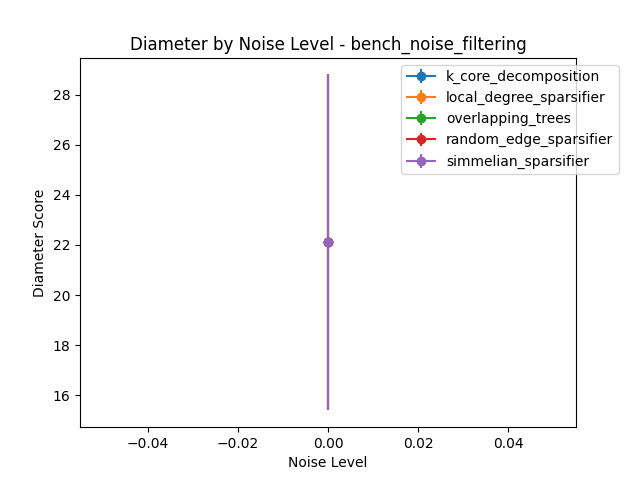 Diameter by Noise Level - bench_noise_filtering
k_core_decomposition
local_degree_sparsifier
overlapping_trees
random_edge_sparsifier
simmelian_sparsifier
Diameter Score
28
26
24
22
20
18
16
−0.04
−0.02
0.00
0.02
0.04
Noise Level